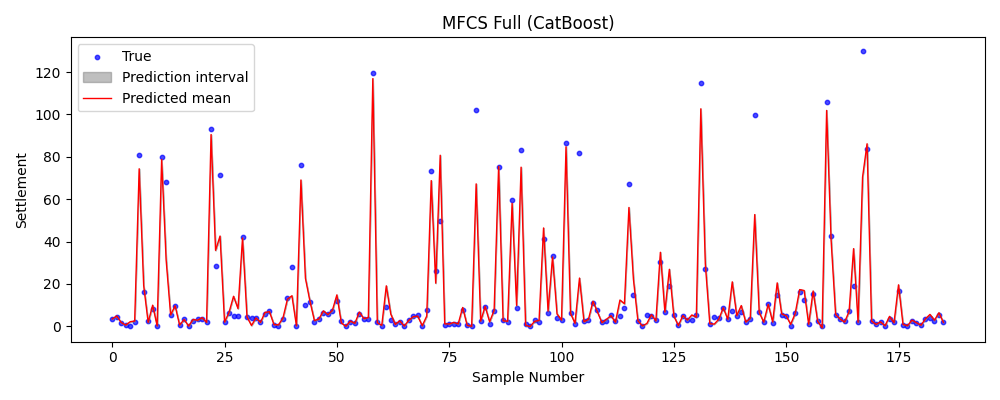 MFCS Full (CatBoost)
True
Prediction interval
Predicted mean
Settlement
120
100
80
60
40
20
0
0 25 50 75 100 125 150 175
Sample Number